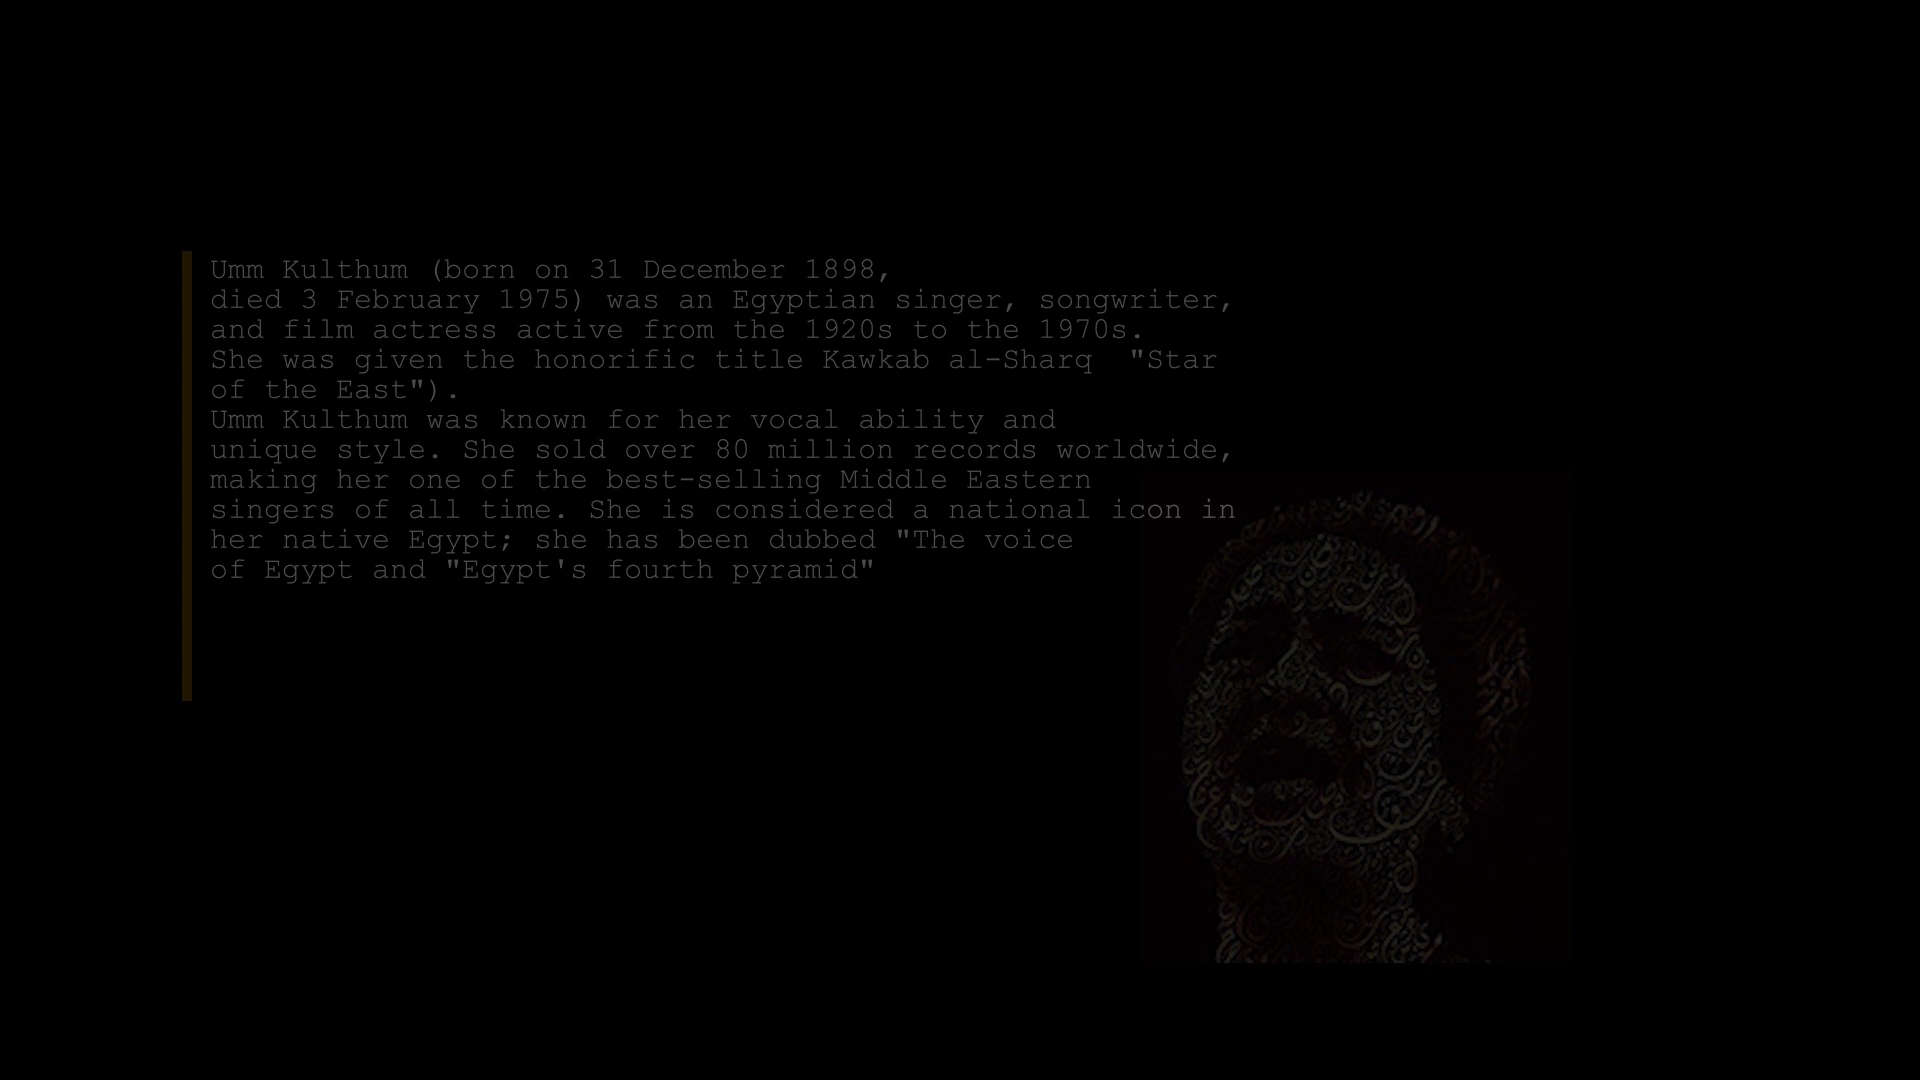 Umm Kulthum (born on 31 December 1898,
died 3 February 1975) was an Egyptian singer, songwriter,
and film actress active from the 1920s to the 1970s.
She was given the honorific title Kawkab al-Sharq  "Star
of the East").
Umm Kulthum was known for her vocal ability and
unique style. She sold over 80 million records worldwide,
making her one of the best-selling Middle Eastern
singers of all time. She is considered a national icon in
her native Egypt; she has been dubbed "The voice
of Egypt and "Egypt's fourth pyramid"